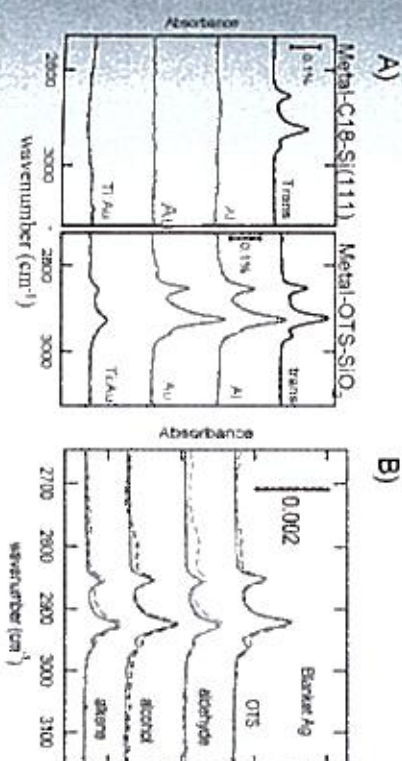 A)
Metal-C18-Si(111)
Absorbance
0.1%
Trans
Al
Au
Ti Au
2800
3000
wavenumber (cm⁻¹)
Metal-OTS-SiO₂
0.1%
trans
Al
Au
Ti Au
2800
3000
B)
Absorbance
0.002
Blanket Ag
OTS
aldehyde
alcohol
alkene
2700
2800
2900
3000
3100
wavenumber (cm⁻¹)